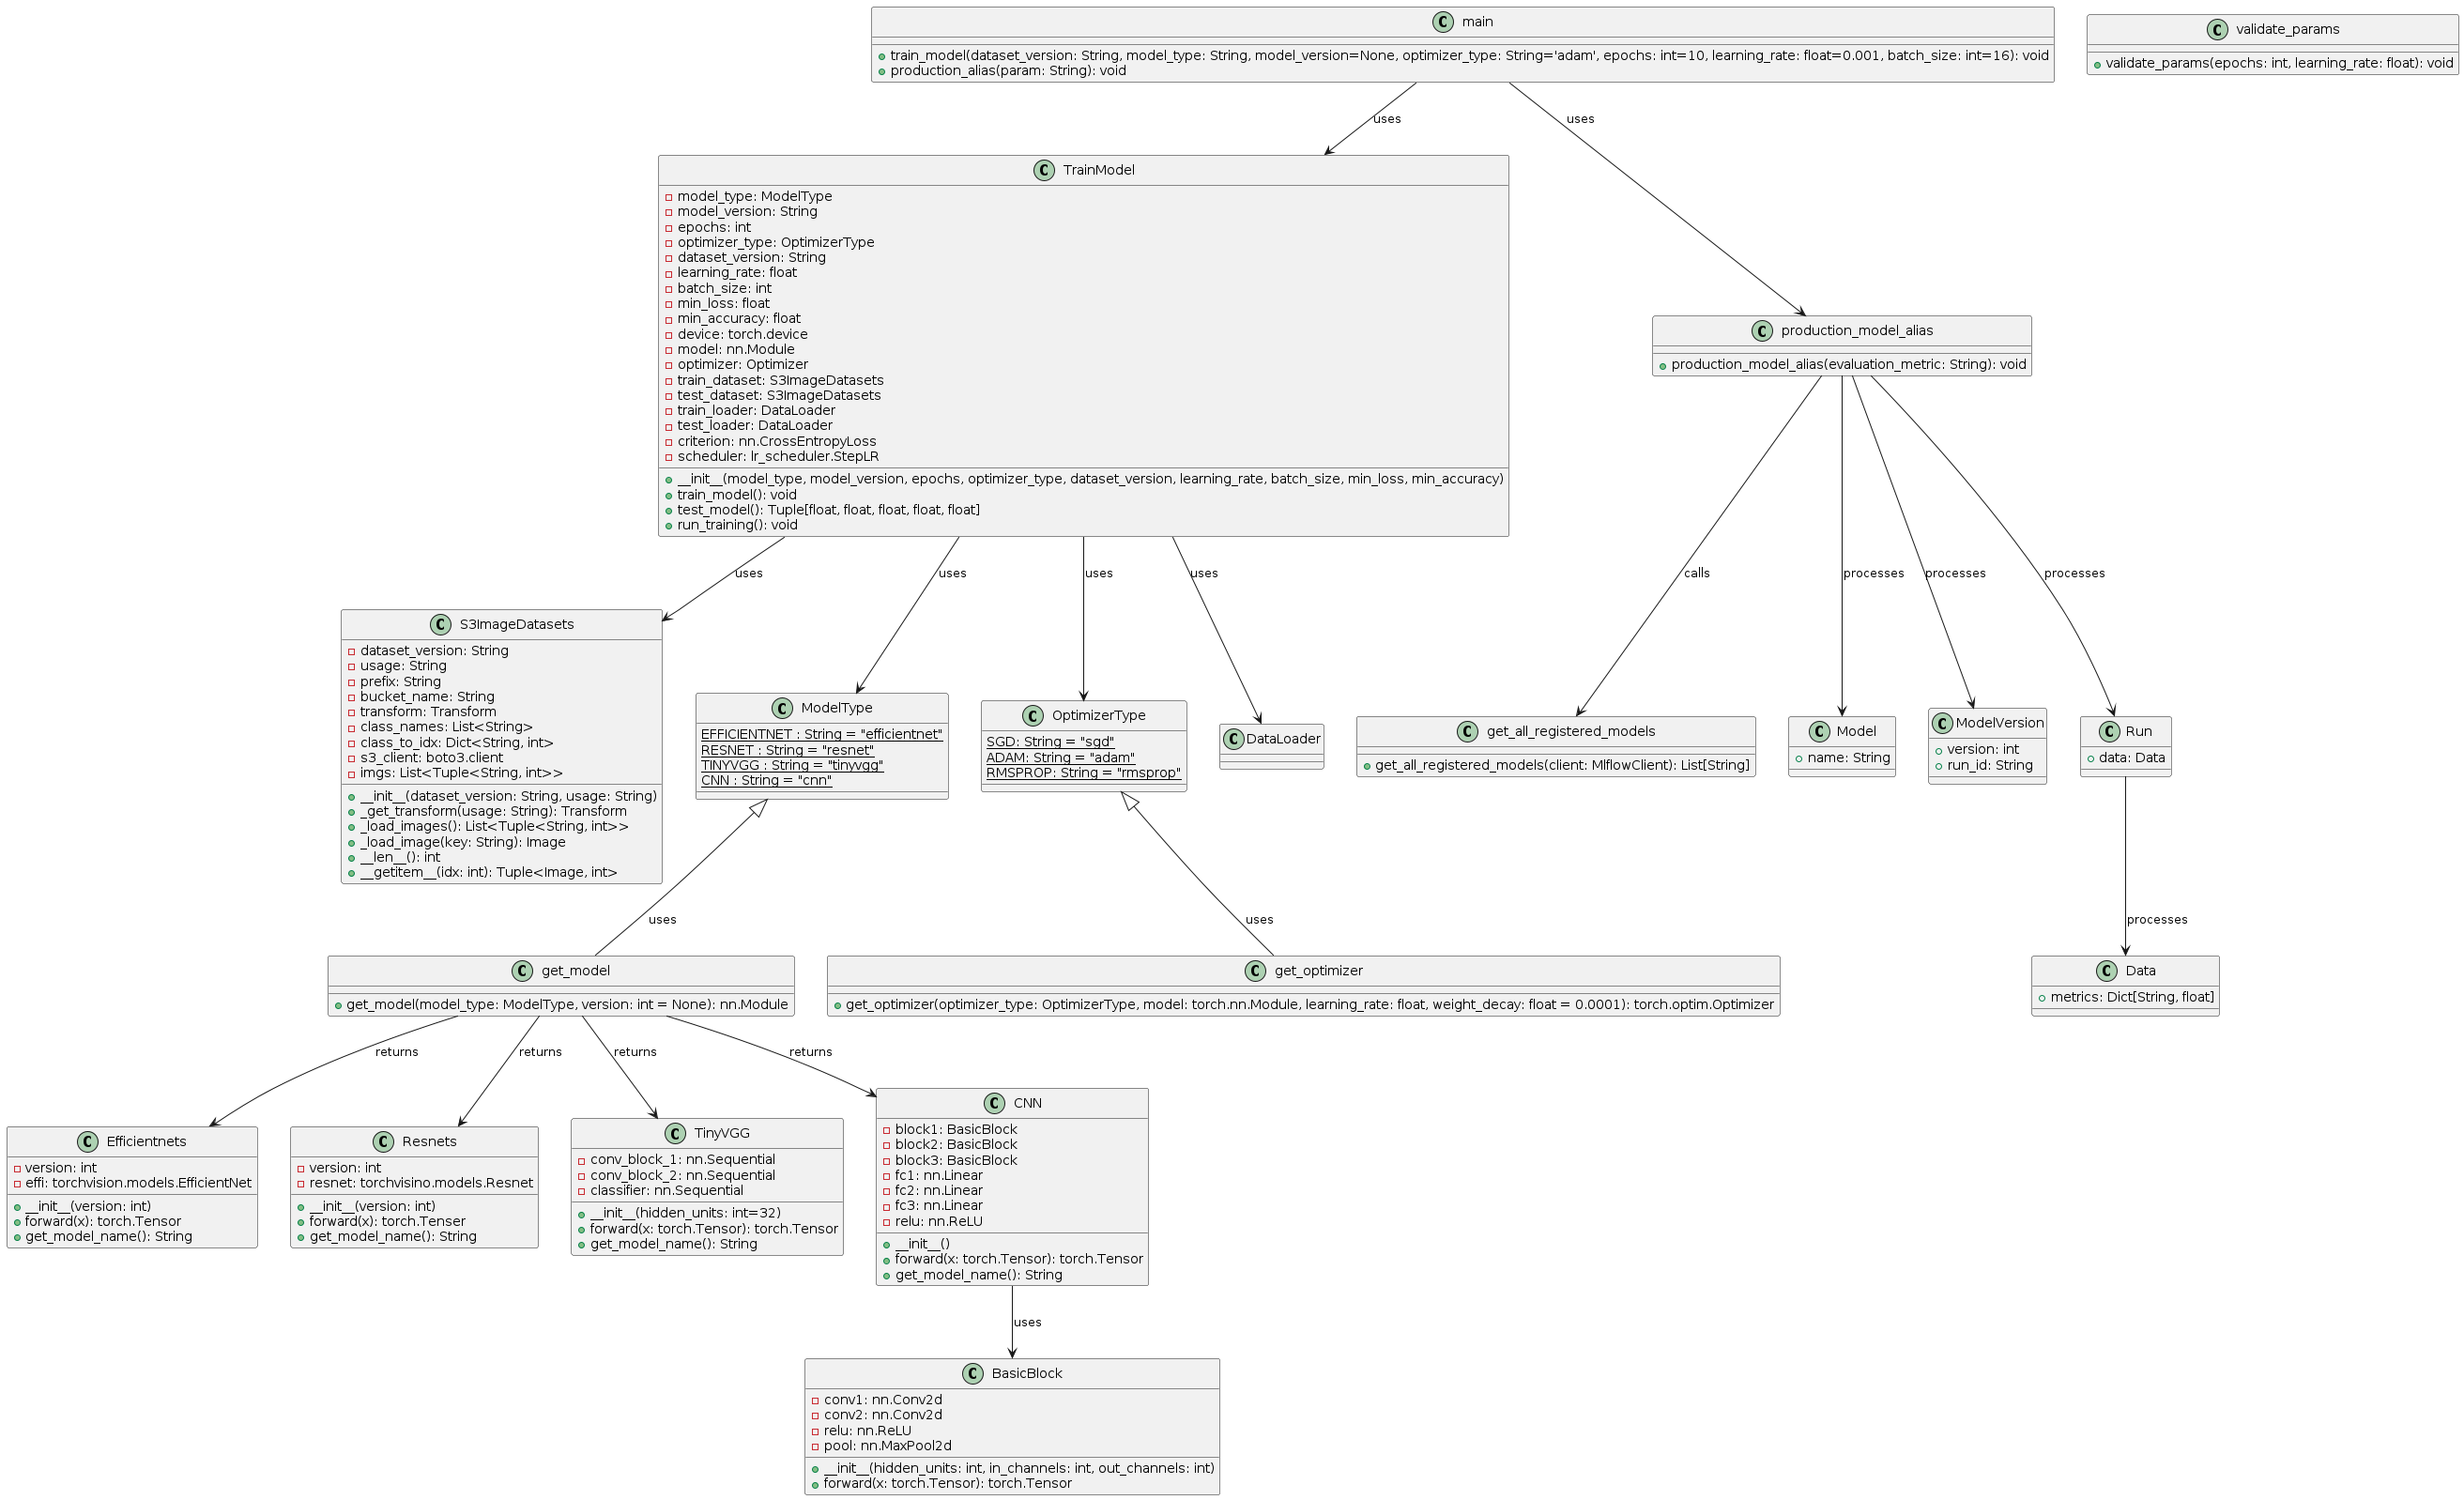 C main
train_model(dataset_version: String, model_type: String, model_version=None, optimizer_type: String='adam', epochs: int=10, learning_rate: float=0.001, batch_size: int=16): void
production_alias(param: String): void
C validate_params
validate_params(epochs: int, learning_rate: float): void
uses
uses
C TrainModel
model_type: ModelType
model_version: String
epochs: int
optimizer_type: OptimizerType
dataset_version: String
learning_rate: float
batch_size: int
min_loss: float
min_accuracy: float
device: torch.device
model: nn.Module
optimizer: Optimizer
train_dataset: S3ImageDatasets
test_dataset: S3ImageDatasets
train_loader: DataLoader
test_loader: DataLoader
criterion: nn.CrossEntropyLoss
scheduler: lr_scheduler.StepLR
__init__(model_type, model_version, epochs, optimizer_type, dataset_version, learning_rate, batch_size, min_loss, min_accuracy)
train_model(): void
test_model(): Tuple[float, float, float, float, float]
run_training(): void
C production_model_alias
production_model_alias(evaluation_metric: String): void
uses
uses
uses
uses
calls
processes
processes
processes
C S3ImageDatasets
dataset_version: String
usage: String
prefix: String
bucket_name: String
transform: Transform
class_names: List<String>
class_to_idx: Dict<String, int>
s3_client: boto3.client
imgs: List<Tuple<String, int>>
__init__(dataset_version: String, usage: String)
_get_transform(usage: String): Transform
_load_images(): List<Tuple<String, int>>
_load_image(key: String): Image
__len__(): int
__getitem__(idx: int): Tuple<Image, int>
C ModelType
EFFICIENTNET : String = "efficientnet"
RESNET : String = "resnet"
TINYVGG : String = "tinyvgg"
CNN : String = "cnn"
C OptimizerType
SGD: String = "sgd"
ADAM: String = "adam"
RMSPROP: String = "rmsprop"
C DataLoader
C get_all_registered_models
get_all_registered_models(client: MlflowClient): List[String]
C Model
name: String
C ModelVersion
version: int
run_id: String
C Run
data: Data
uses
uses
processes
C get_model
get_model(model_type: ModelType, version: int = None): nn.Module
C get_optimizer
get_optimizer(optimizer_type: OptimizerType, model: torch.nn.Module, learning_rate: float, weight_decay: float = 0.0001): torch.optim.Optimizer
C Data
metrics: Dict[String, float]
returns
returns
returns
returns
C Efficientnets
version: int
effi: torchvision.models.EfficientNet
__init__(version: int)
forward(x): torch.Tensor
get_model_name(): String
C Resnets
version: int
resnet: torchvisino.models.Resnet
__init__(version: int)
forward(x): torch.Tenser
get_model_name(): String
C TinyVGG
conv_block_1: nn.Sequential
conv_block_2: nn.Sequential
classifier: nn.Sequential
__init__(hidden_units: int=32)
forward(x: torch.Tensor): torch.Tensor
get_model_name(): String
C CNN
block1: BasicBlock
block2: BasicBlock
block3: BasicBlock
fc1: nn.Linear
fc2: nn.Linear
fc3: nn.Linear
relu: nn.ReLU
__init__()
forward(x: torch.Tensor): torch.Tensor
get_model_name(): String
uses
C BasicBlock
conv1: nn.Conv2d
conv2: nn.Conv2d
relu: nn.ReLU
pool: nn.MaxPool2d
__init__(hidden_units: int, in_channels: int, out_channels: int)
forward(x: torch.Tensor): torch.Tensor